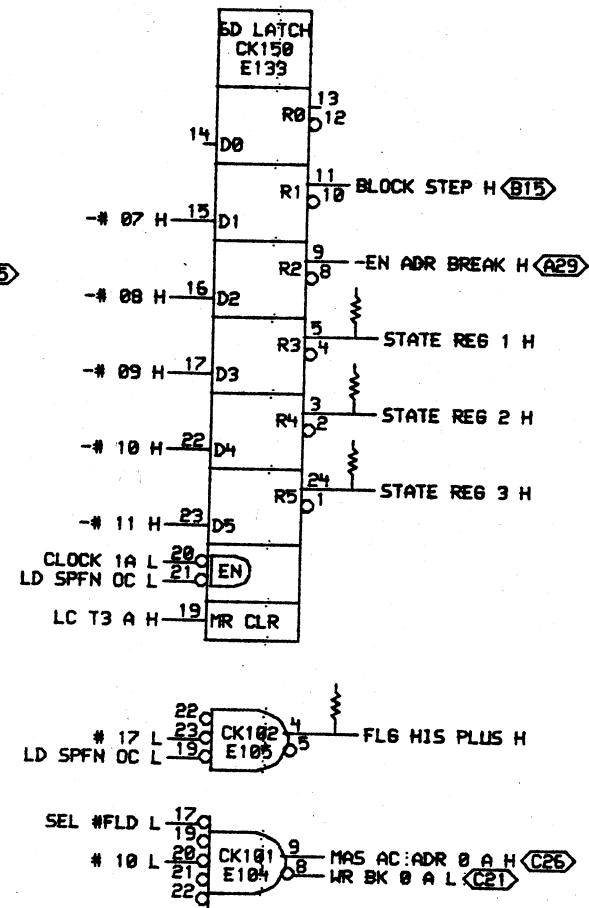 6D LATCH
CK150
E133
R0 13
12
14 D0
R1 11 BLOCK STEP H B15
10
-# 07 H 15 D1
R2 9 -EN ADR BREAK H A29
8
-# 08 H 16 D2
R3 5 STATE REG 1 H
4
-# 09 H 17 D3
R4 3 STATE REG 2 H
2
-# 10 H 22 D4
R5 24 STATE REG 3 H
1
-# 11 H 23 D5
CLOCK 1A L 20
LD SPFN OC L 21 EN
LC T3 A H 19 MR CLR
22
# 17 L 23 CK102 4 FLG HIS PLUS H
LD SPFN OC L 19 E105 5
SEL #FLD L 17
19
# 10 L 20 CK101 9 MAS AC ADR 0 A H C26
21 E104 8 WR BK 0 A L C21
22